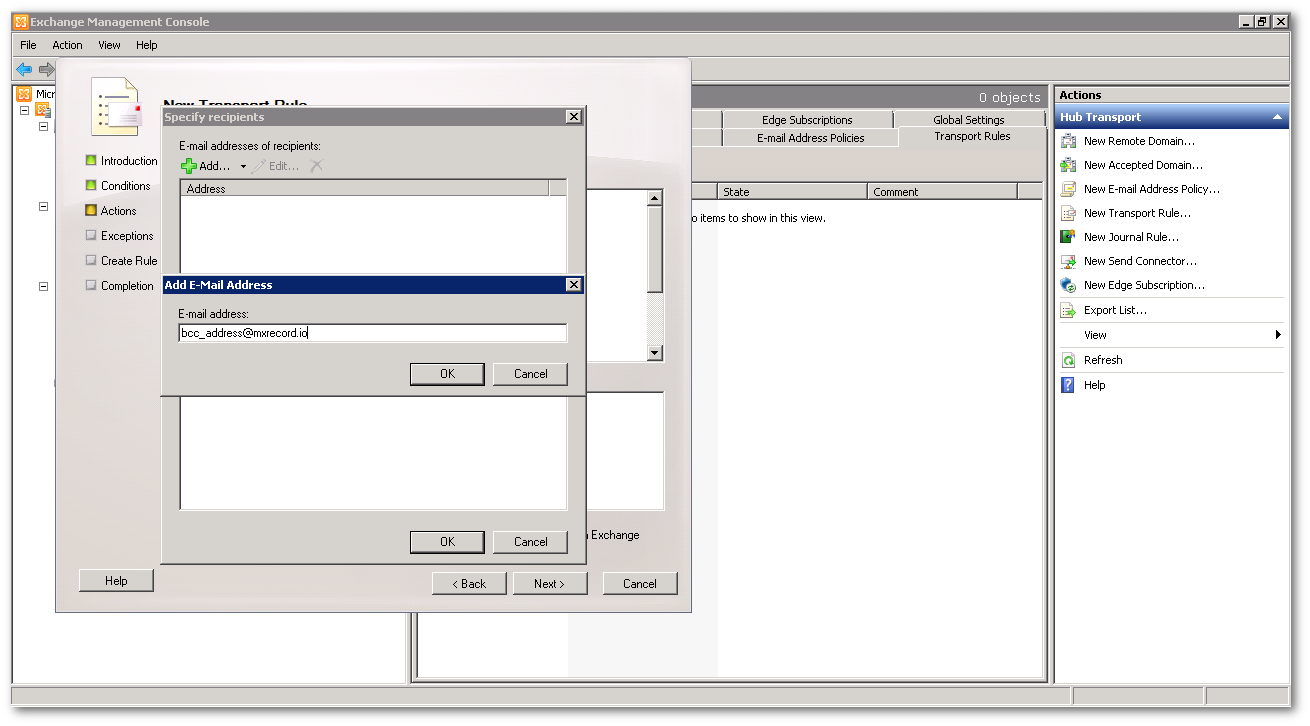 Exchange Management Console
File Action View Help
Micr
New Transport Rule
Introduction
Conditions
Actions
Exceptions
Create Rule
Completion
Specify recipients
E-mail addresses of recipients:
Add... Edit...
Address
Add E-Mail Address
E-mail address:
bcc_address@mxrecord.io
OK Cancel
OK Cancel
Exchange
Help < Back Next > Cancel
0 objects
Edge Subscriptions Global Settings
E-mail Address Policies Transport Rules
State Comment
o items to show in this view.
Actions
Hub Transport
New Remote Domain...
New Accepted Domain...
New E-mail Address Policy...
New Transport Rule...
New Journal Rule...
New Send Connector...
New Edge Subscription...
Export List...
View
Refresh
Help